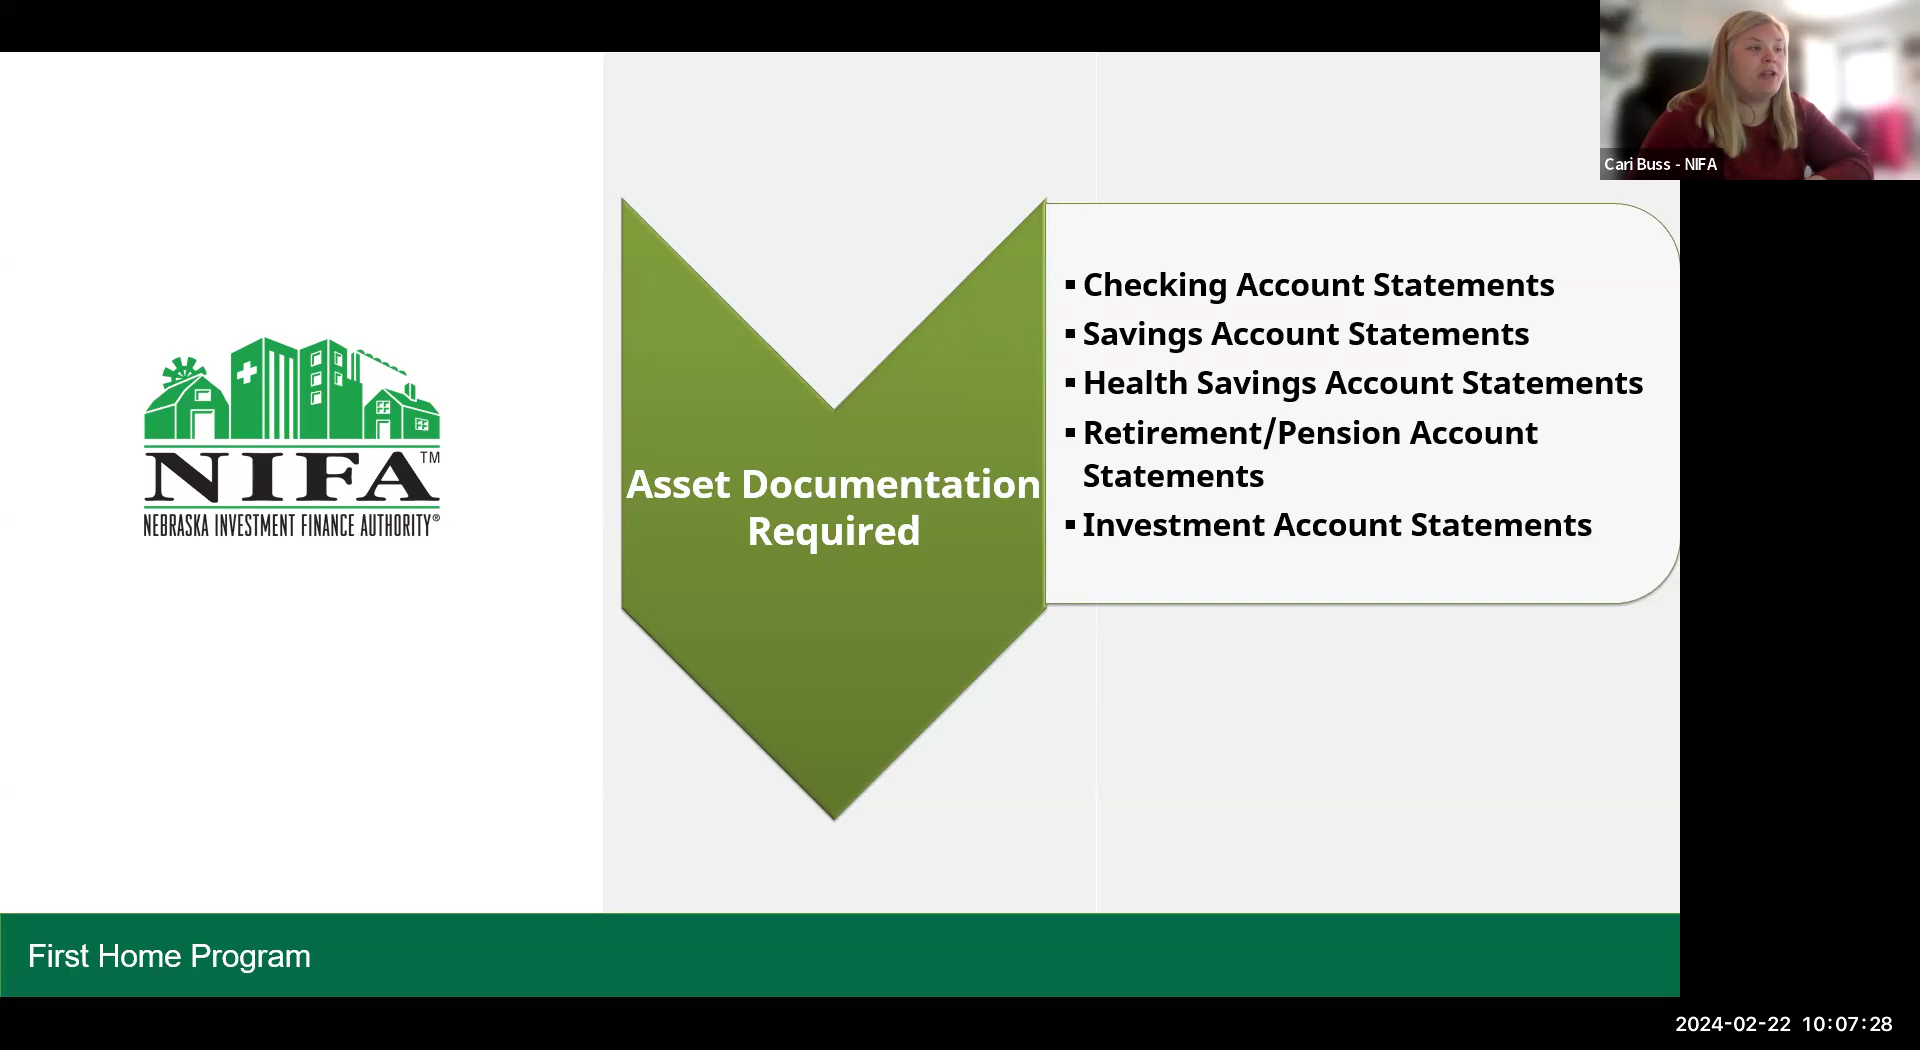 Cari Buss - NIFA
▪ Checking Account Statements
▪ Savings Account Statements
▪ Health Savings Account Statements
▪ Retirement/Pension Account
Statements
▪ Investment Account Statements
Asset Documentation
Required
NIFA™
NEBRASKA INVESTMENT FINANCE AUTHORITY®
First Home Program
2024-02-22 10:07:28